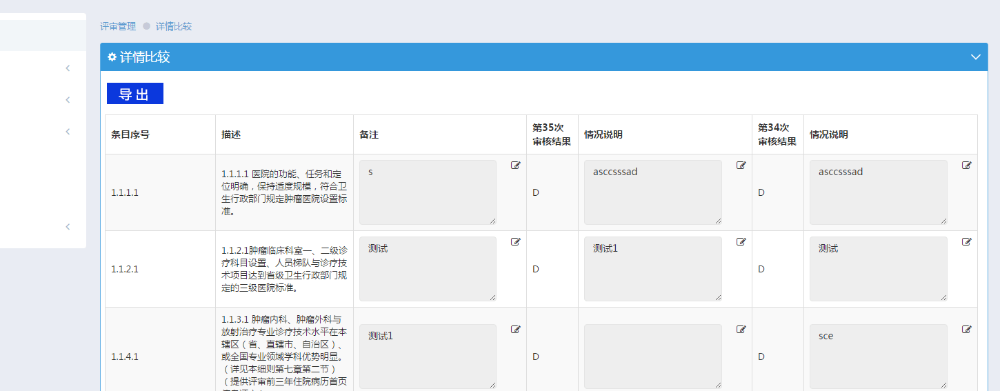 评审管理 详情比较
详情比较
导 出
条目序号
描述
备注
第35次
审核结果
情况说明
第34次
审核结果
情况说明
1.1.1.1
1.1.1.1 医院的功能、任务和定
位明确，保持适度规模，符合卫
生行政部门规定肿瘤医院设置标
准。
s
D
asccsssad
D
asccsssad
1.1.2.1
1.1.2.1肿瘤临床科室一、二级诊
疗科目设置、人员梯队与诊疗技
术项目达到省级卫生行政部门规
定的三级医院标准。
测试
D
测试1
D
测试
1.1.4.1
1.1.3.1 肿瘤内科、肿瘤外科与
放射治疗专业诊疗技术水平在本
辖区（省、直辖市、自治区）、
或全国专业领域学科优势明显。
（详见本细则第七章第二节）
（提供评审前三年住院病历首页
测试1
D
D
sce